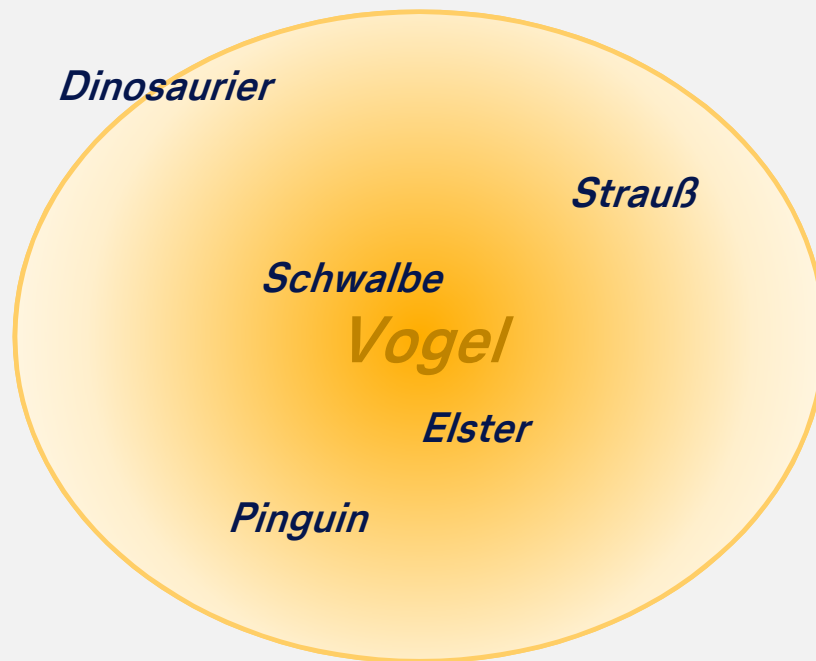 Dinosaurier
Strauß
Schwalbe
Vogel
Elster
Pinguin